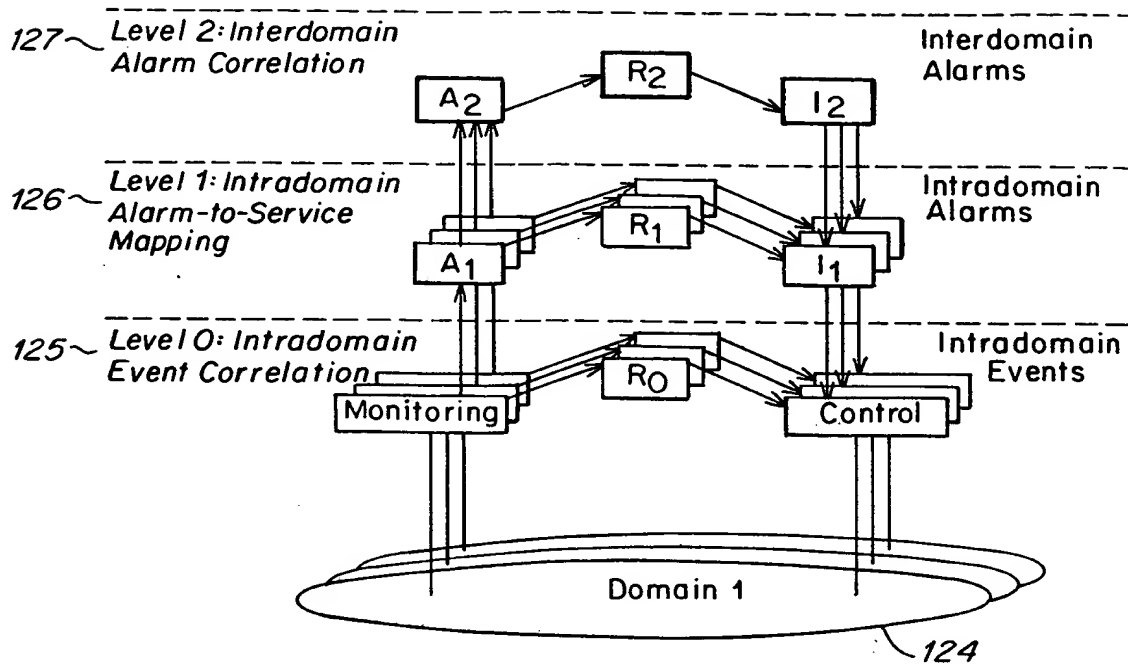 127
Level 2: Interdomain
Alarm Correlation
A2
R2
I2
Interdomain
Alarms
126
Level 1: Intradomain
Alarm-to-Service
Mapping
A1
R1
I1
Intradomain
Alarms
125
Level 0: Intradomain
Event Correlation
Monitoring
R0
Control
Intradomain
Events
Domain 1
124